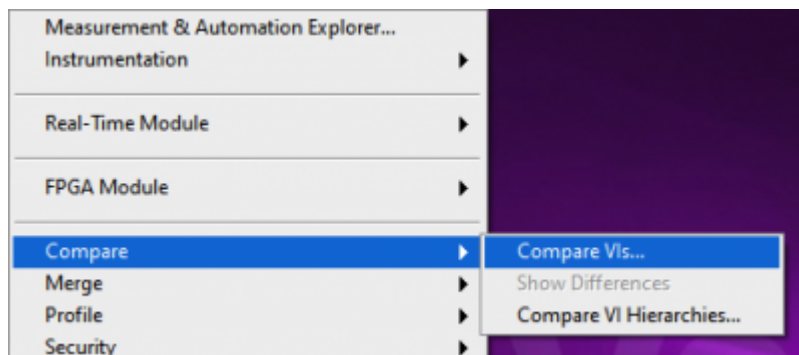 Measurement & Automation Explorer...
Instrumentation
Real-Time Module
FPGA Module
Compare
Compare VIs...
Merge
Show Differences
Profile
Compare VI Hierarchies...
Security